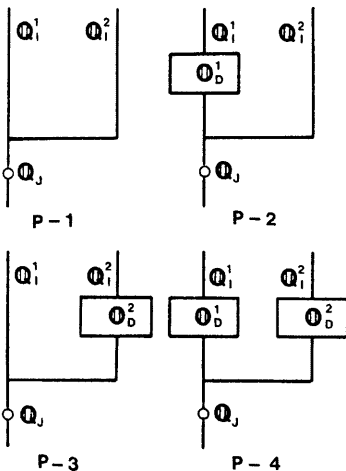 Q_I^1 Q_I^2 Q_I^1 Q_I^2
Q_D^1
Q_J Q_J
P-1 P-2
Q_I^1 Q_I^2 Q_I^1 Q_I^2
Q_D^2 Q_D^1 Q_D^2
Q_J Q_J
P-3 P-4